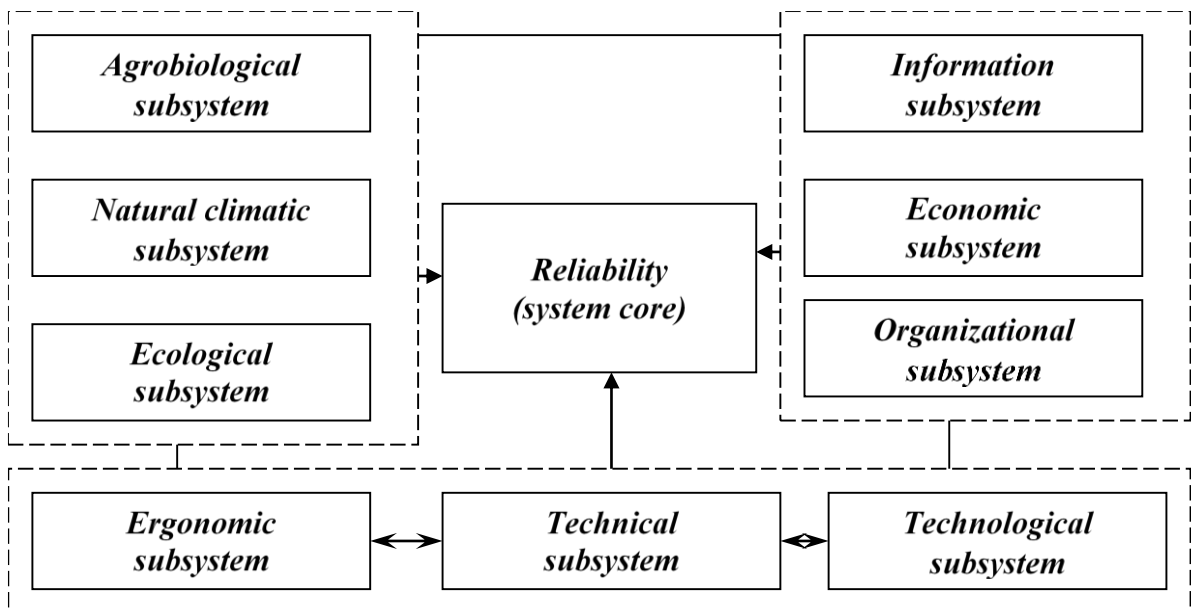 Agrobiological
subsystem
Information
subsystem
Natural climatic
subsystem
Reliability
(system core)
Economic
subsystem
Ecological
subsystem
Organizational
subsystem
Ergonomic
subsystem
Technical
subsystem
Technological
subsystem